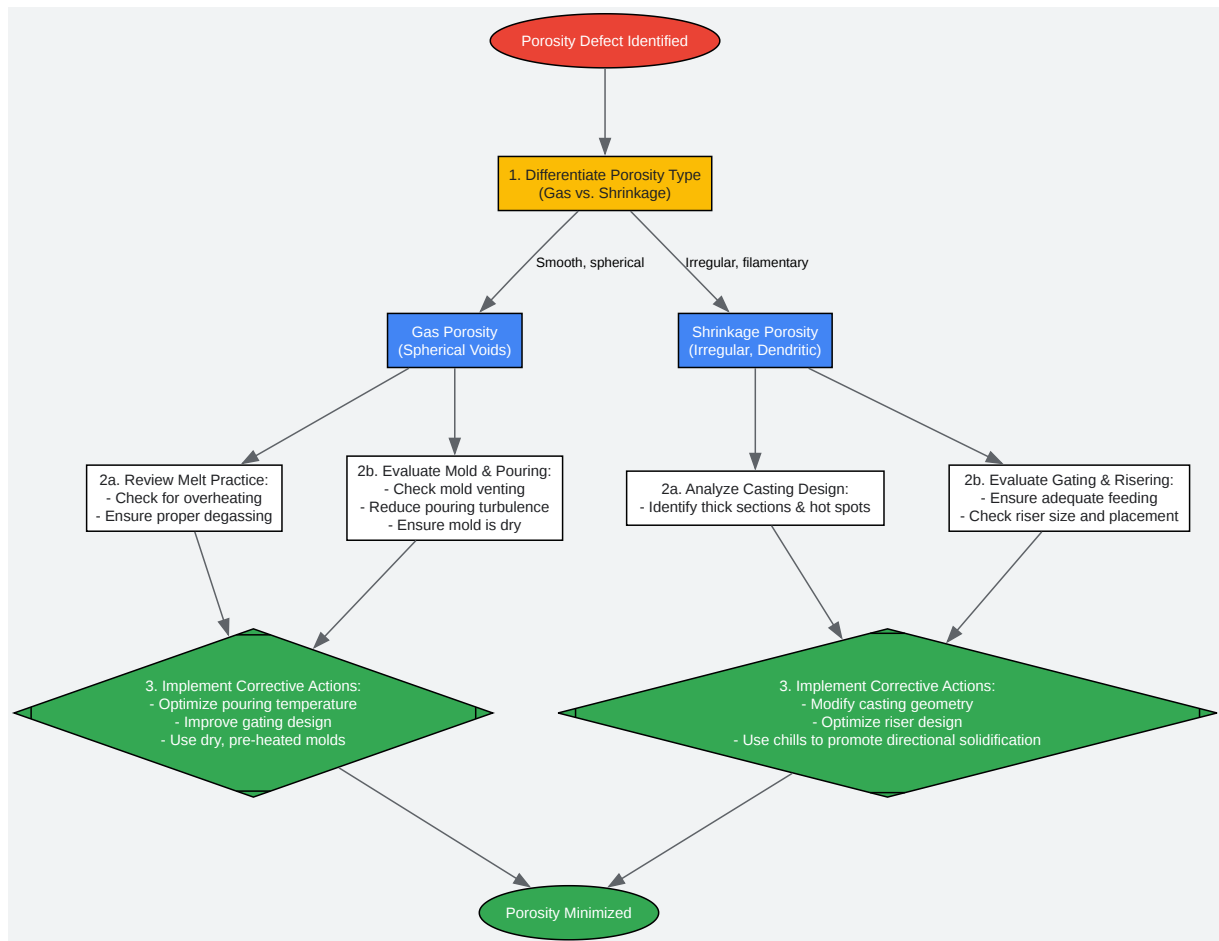 Porosity Defect Identified
1. Differentiate Porosity Type
(Gas vs. Shrinkage)
Smooth, spherical
Irregular, filamentary
Gas Porosity
(Spherical Voids)
Shrinkage Porosity
(Irregular, Dendritic)
2a. Review Melt Practice:
- Check for overheating
- Ensure proper degassing
2b. Evaluate Mold & Pouring:
- Check mold venting
- Reduce pouring turbulence
- Ensure mold is dry
2a. Analyze Casting Design:
- Identify thick sections & hot spots
2b. Evaluate Gating & Risering:
- Ensure adequate feeding
- Check riser size and placement
3. Implement Corrective Actions:
- Optimize pouring temperature
- Improve gating design
- Use dry, pre-heated molds
3. Implement Corrective Actions:
- Modify casting geometry
- Optimize riser design
- Use chills to promote directional solidification
Porosity Minimized